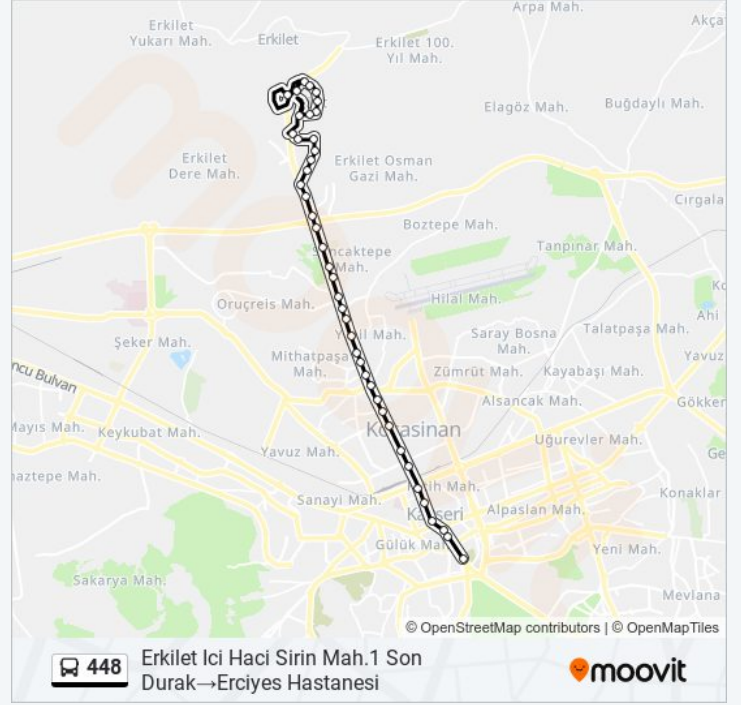 Arpa Mah.
Erkilet
Yukarı Mah.
Erkilet
Erkilet 100.
Yıl Mah.
Akça
Elagöz Mah.
Buğdaylı Mah.
Erkilet
Dere Mah.
Erkilet Osman
Gazi Mah.
Cırgala
Boztepe Mah.
Tanpınar Mah.
Mah.
Oruçreis Mah.
Hilal Mah.
Ahi
Şeker Mah.
Saray Bosna
Mah.
Talatpaşa Mah.
Mithatpaşa
Mah.
Yavuz
Zümrüt Mah.
Kayabaşı Mah.
ncu Bulvarı
Alsancak Mah.
Gökker
Mayıs Mah.
Keykubat Mah.
Kocasinan
Uğurevler Mah.
Yavuz Mah.
Ge
aztepe Mah.
Fatih Mah.
Konaklar
Sanayi Mah.
Kayseri
Alpaslan Mah.
Gülük Mah.
Yeni Mah.
Sakarya Mah.
Mevlana
© OpenStreetMap contributors | © OpenMapTiles
448
Erkilet Ici Haci Sirin Mah.1 Son
Durak→Erciyes Hastanesi
moovit